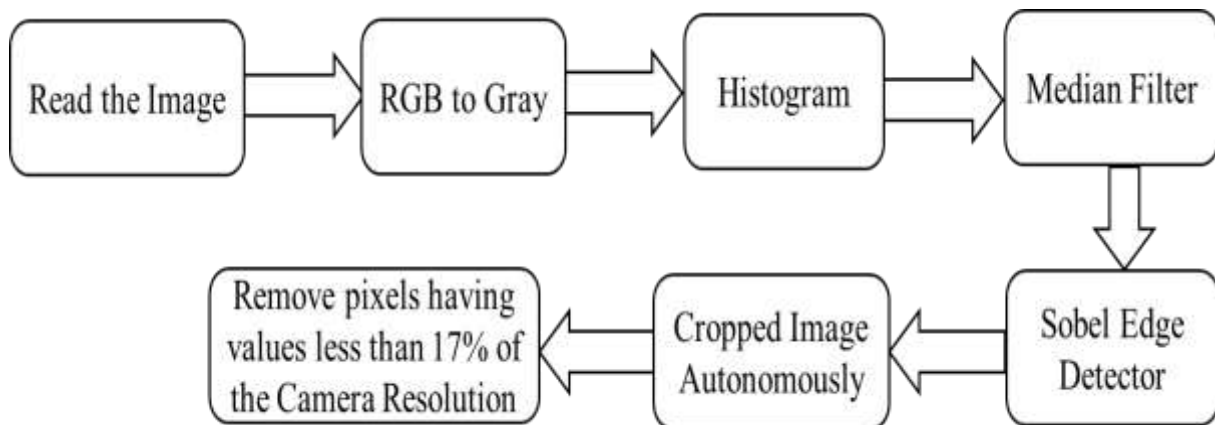 Read the Image
RGB to Gray
Histogram
Median Filter
Sobel Edge
Detector
Cropped Image
Autonomously
Remove pixels having
values less than 17% of
the Camera Resolution